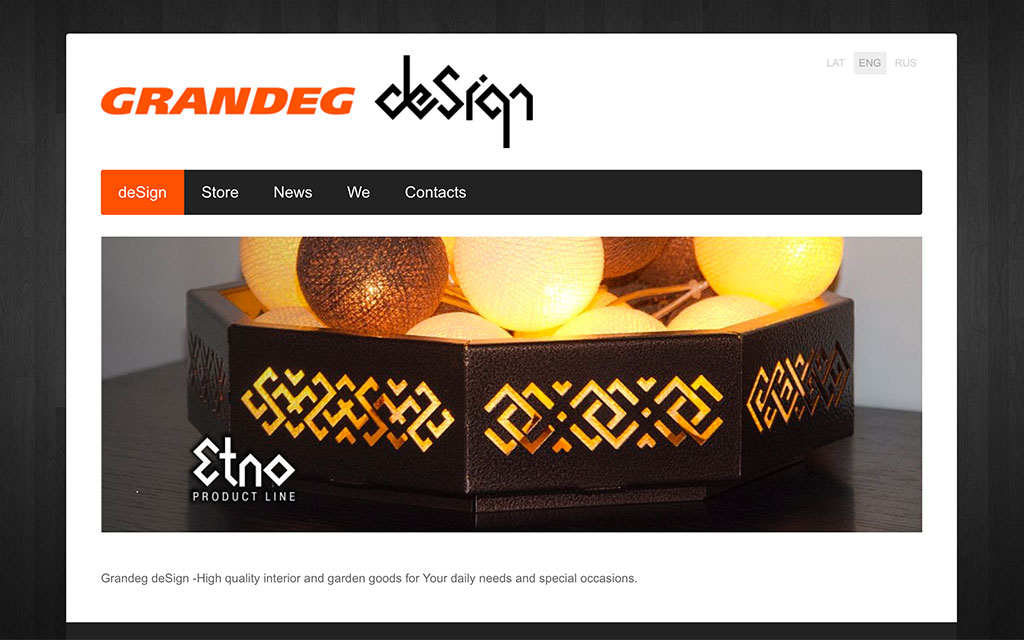 GRANDEG deSign
LAT ENG RUS
deSign Store News We Contacts
Etno
PRODUCT LINE
Grandeg deSign -High quality interior and garden goods for Your daily needs and special occasions.